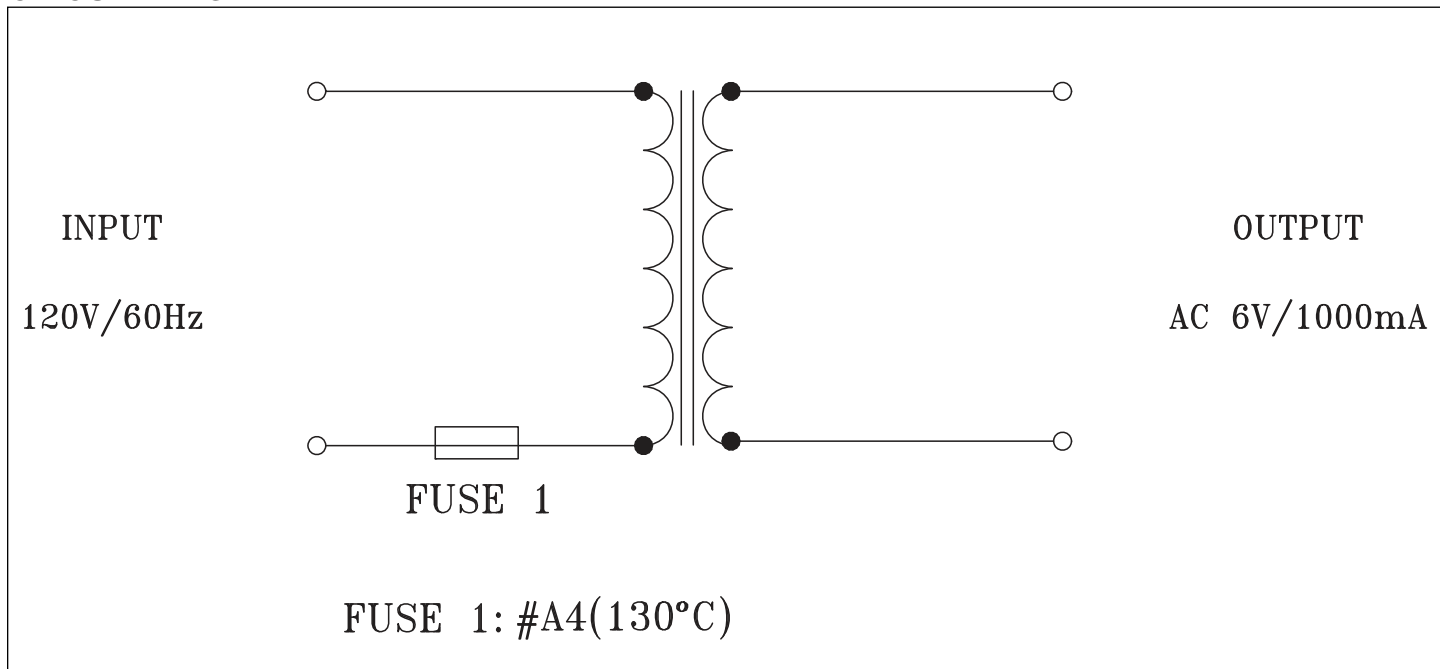 INPUT
OUTPUT
120V/60Hz
AC 6V/1000mA
FUSE 1
FUSE 1: #A4(130°C)